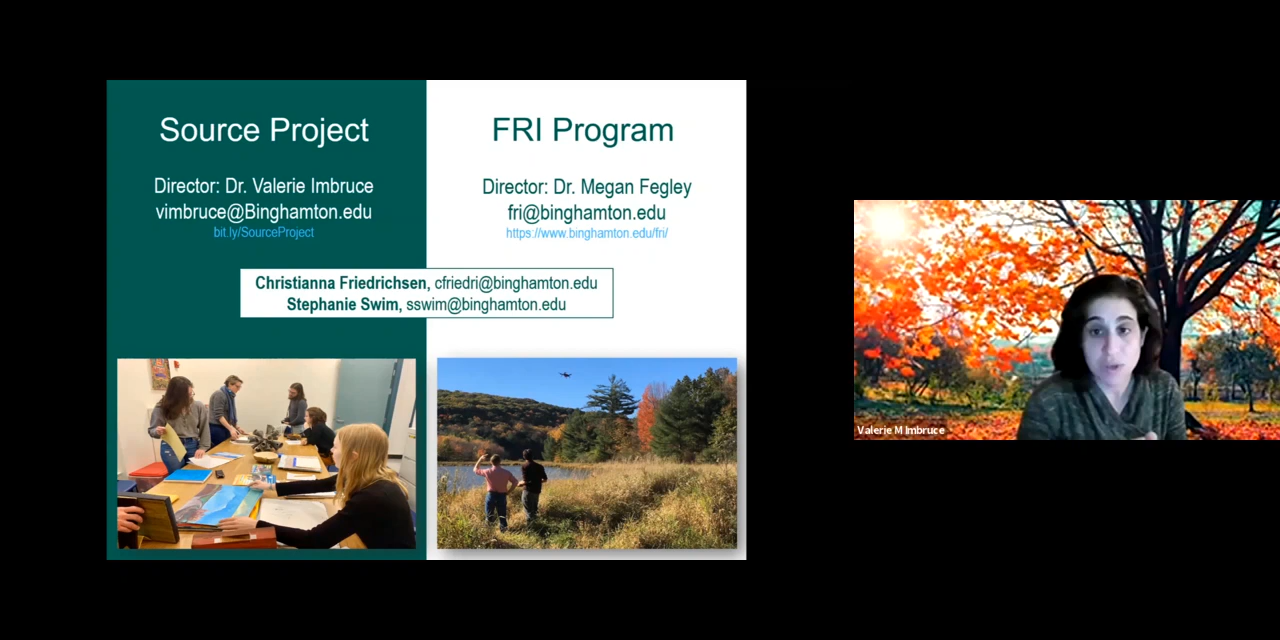 Source Project
Director: Dr. Valerie Imbruce
vimbruce@Binghamton.edu
bit.ly/SourceProject
FRI Program
Director: Dr. Megan Fegley
fri@binghamton.edu
https://www.binghamton.edu/fri/
Christianna Friedrichsen, cfriedri@binghamton.edu
Stephanie Swim, sswim@binghamton.edu
Valerie M Imbruce